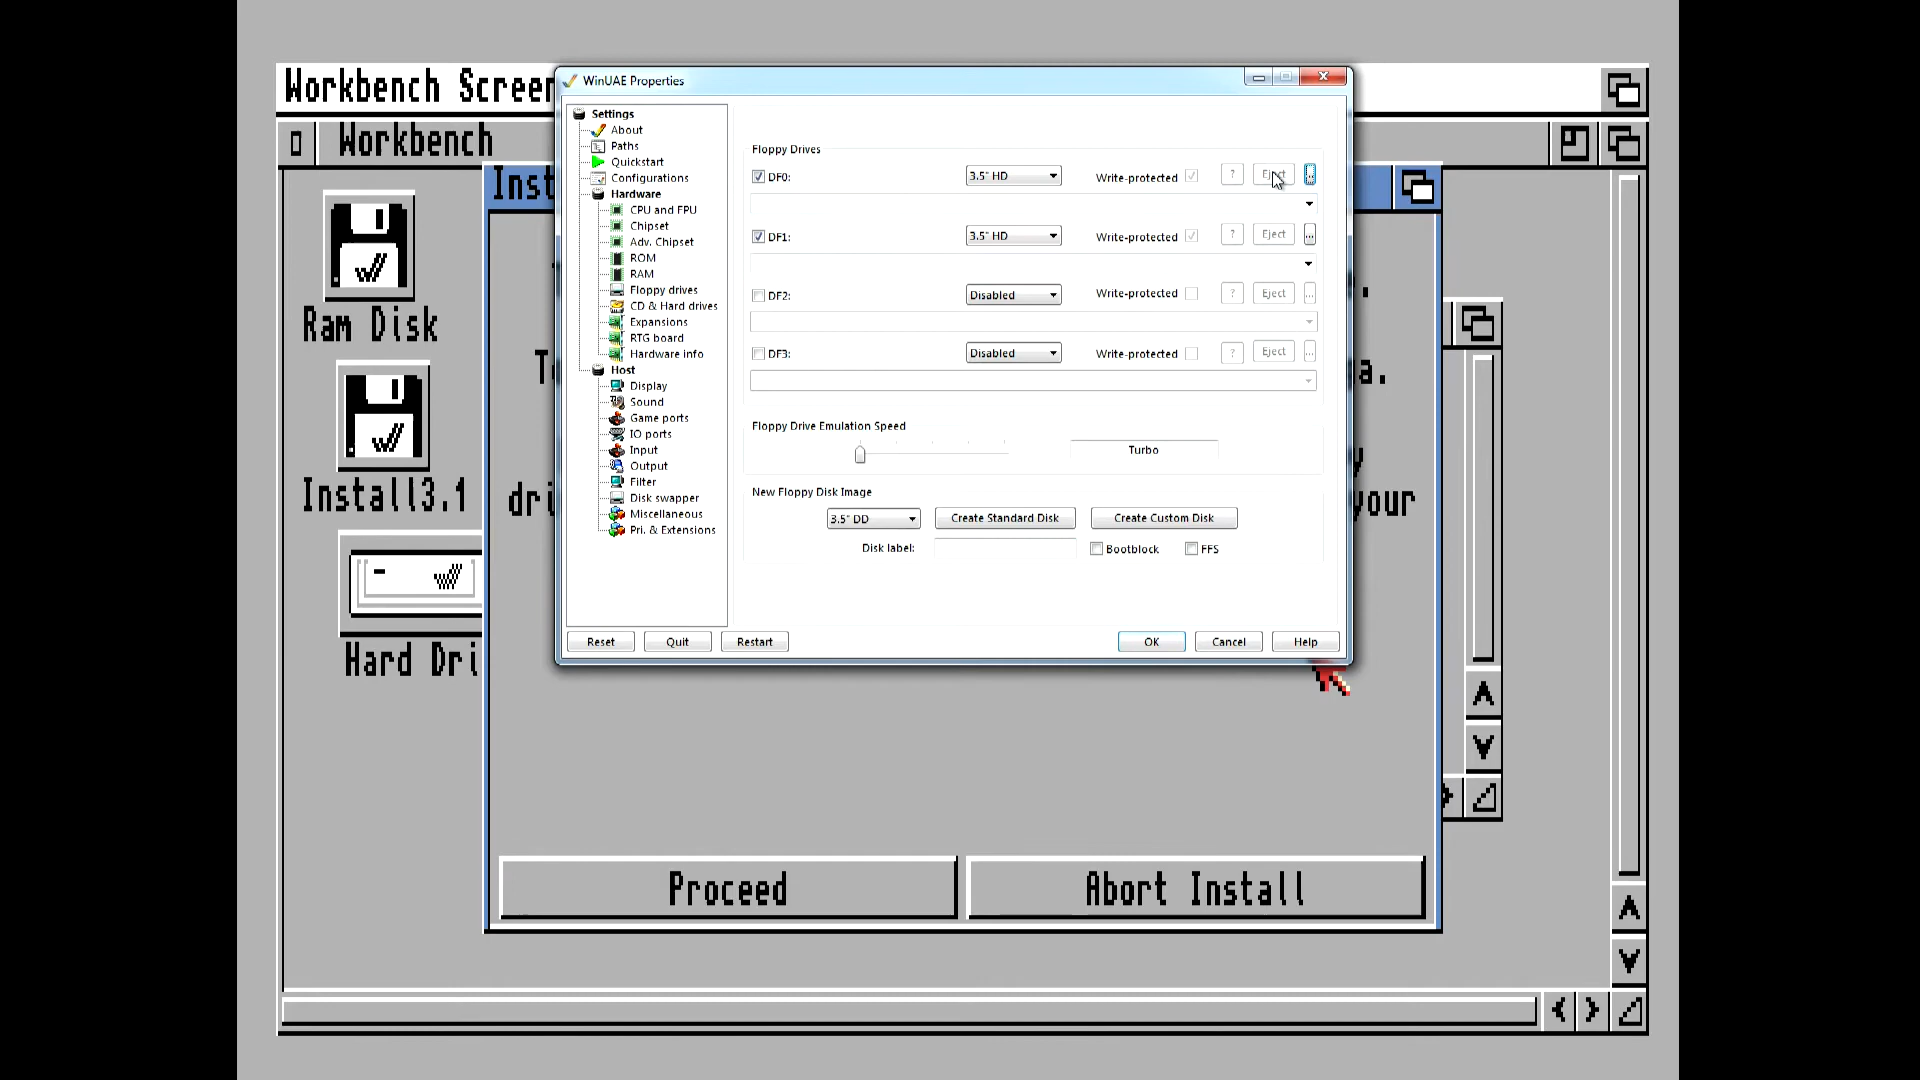 Workbench Screen
WinUAE Properties
Workbench
Inst
Ram Disk
Install3.1
Hard Dri
Settings
About
Paths
Quickstart
Configurations
Hardware
CPU and FPU
Chipset
Adv. Chipset
ROM
RAM
Floppy drives
CD & Hard drives
Expansions
RTG board
Hardware info
Host
Display
Sound
Game ports
IO ports
Input
Output
Filter
Disk swapper
Miscellaneous
Pri. & Extensions
Floppy Drives
DF0: 3.5" HD Write-protected ? Eject ...
DF1: 3.5" HD Write-protected ? Eject ...
DF2: Disabled Write-protected ? Eject ...
DF3: Disabled Write-protected ? Eject ...
Floppy Drive Emulation Speed
Turbo
New Floppy Disk Image
3.5" DD Create Standard Disk Create Custom Disk
Disk label: Bootblock FFS
Reset Quit Restart OK Cancel Help
a.
dri
your
Proceed Abort Install